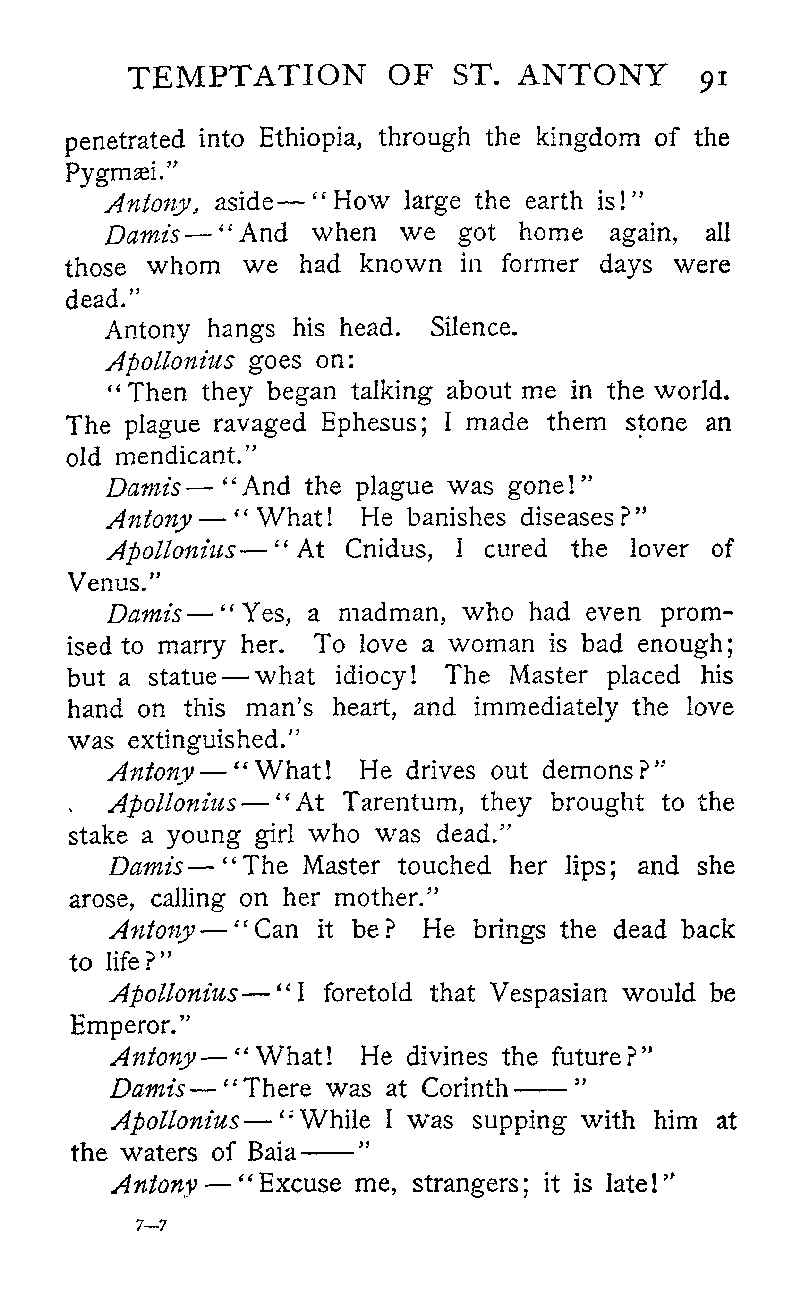 TEMPTATION OF ST. ANTONY 91
penetrated into Ethiopia, through the kingdom of the
Pygmæi."
Antony, aside—"How large the earth is!"
Damis—"And when we got home again, all
those whom we had known in former days were
dead."
Antony hangs his head. Silence.
Apollonius goes on:
"Then they began talking about me in the world.
The plague ravaged Ephesus; I made them stone an
old mendicant."
Damis—"And the plague was gone!"
Antony—"What! He banishes diseases?"
Apollonius—"At Cnidus, I cured the lover of
Venus."
Damis—"Yes, a madman, who had even prom-
ised to marry her. To love a woman is bad enough;
but a statue—what idiocy! The Master placed his
hand on this man's heart, and immediately the love
was extinguished."
Antony—"What! He drives out demons?"
Apollonius—"At Tarentum, they brought to the
stake a young girl who was dead."
Damis—"The Master touched her lips; and she
arose, calling on her mother."
Antony—"Can it be? He brings the dead back
to life?"
Apollonius—"I foretold that Vespasian would be
Emperor."
Antony—"What! He divines the future?"
Damis—"There was at Corinth——"
Apollonius—"While I was supping with him at
the waters of Baia——"
Antony—"Excuse me, strangers; it is late!"
7—7